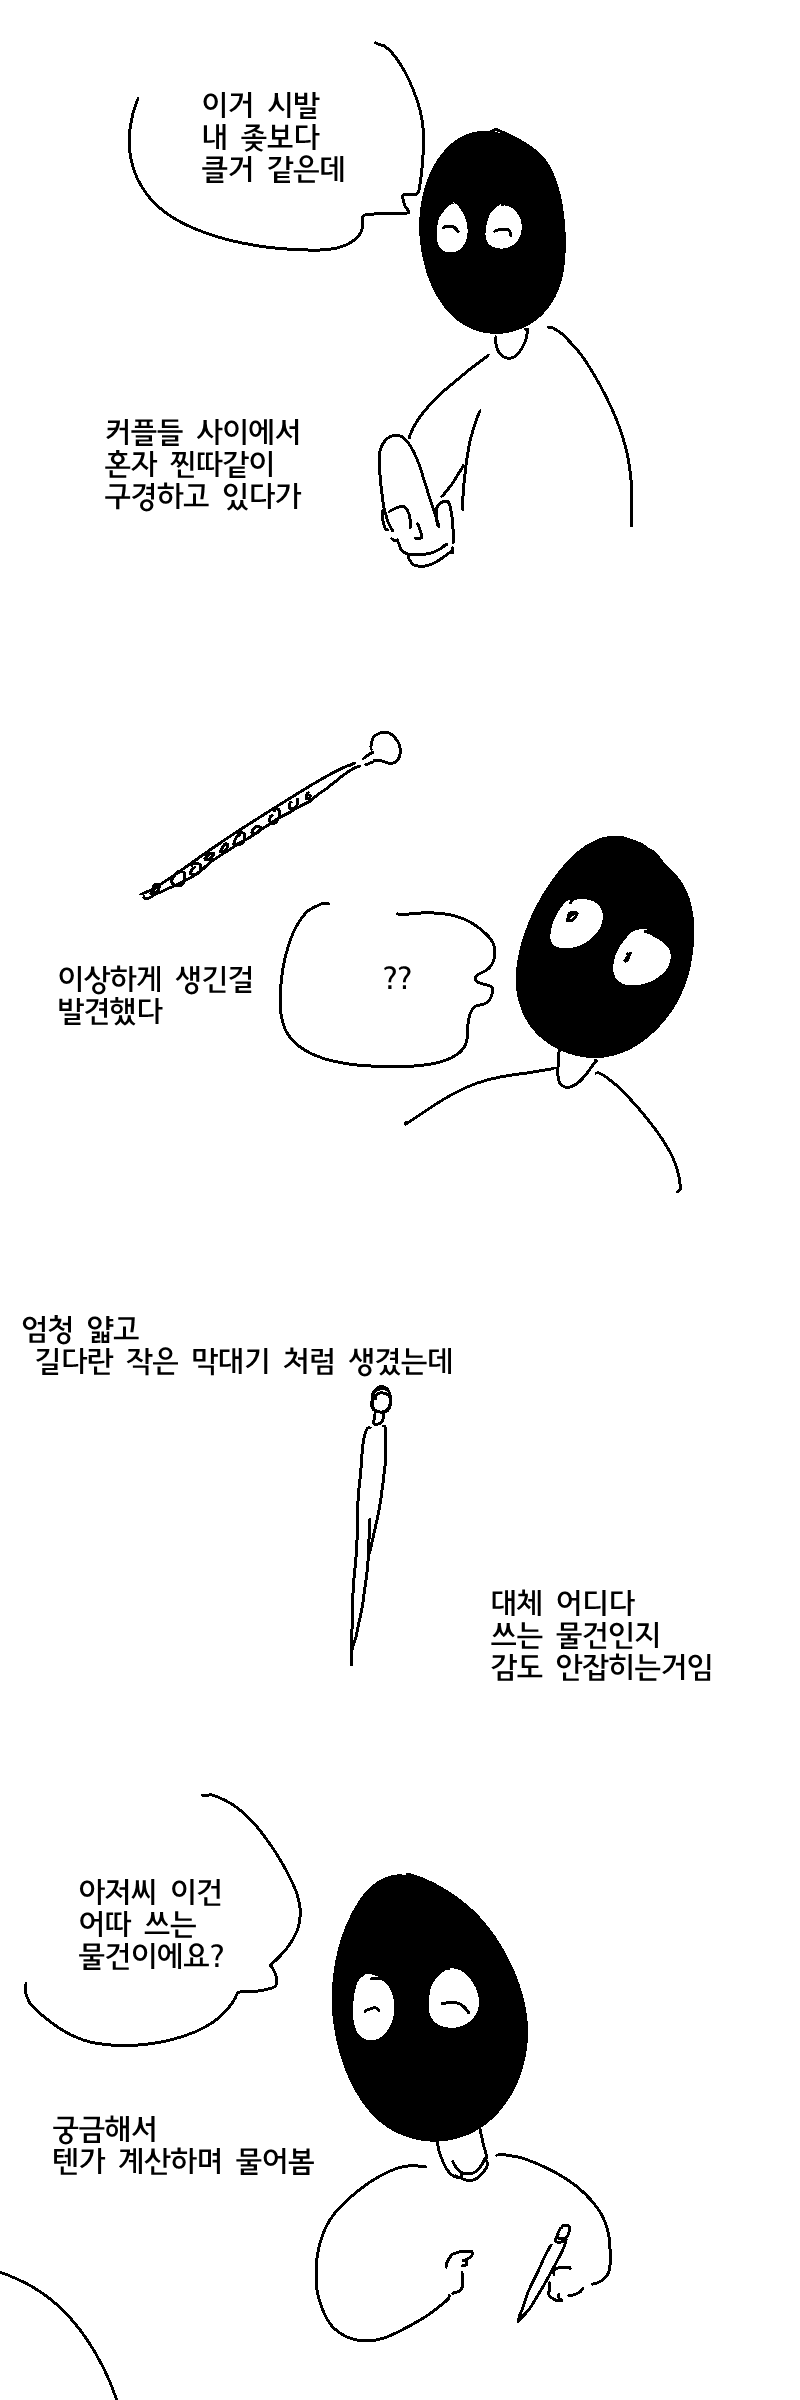 이거 시발
내 좆보다
클거 같은데
커플들 사이에서
혼자 찐따같이
구경하고 있다가
이상하게 생긴걸
발견했다
??
엄청 얇고
길다란 작은 막대기 처럼 생겼는데
대체 어디다
쓰는 물건인지
감도 안잡히는거임
아저씨 이건
어따 쓰는
물건이에요?
궁금해서
텐가 계산하며 물어봄